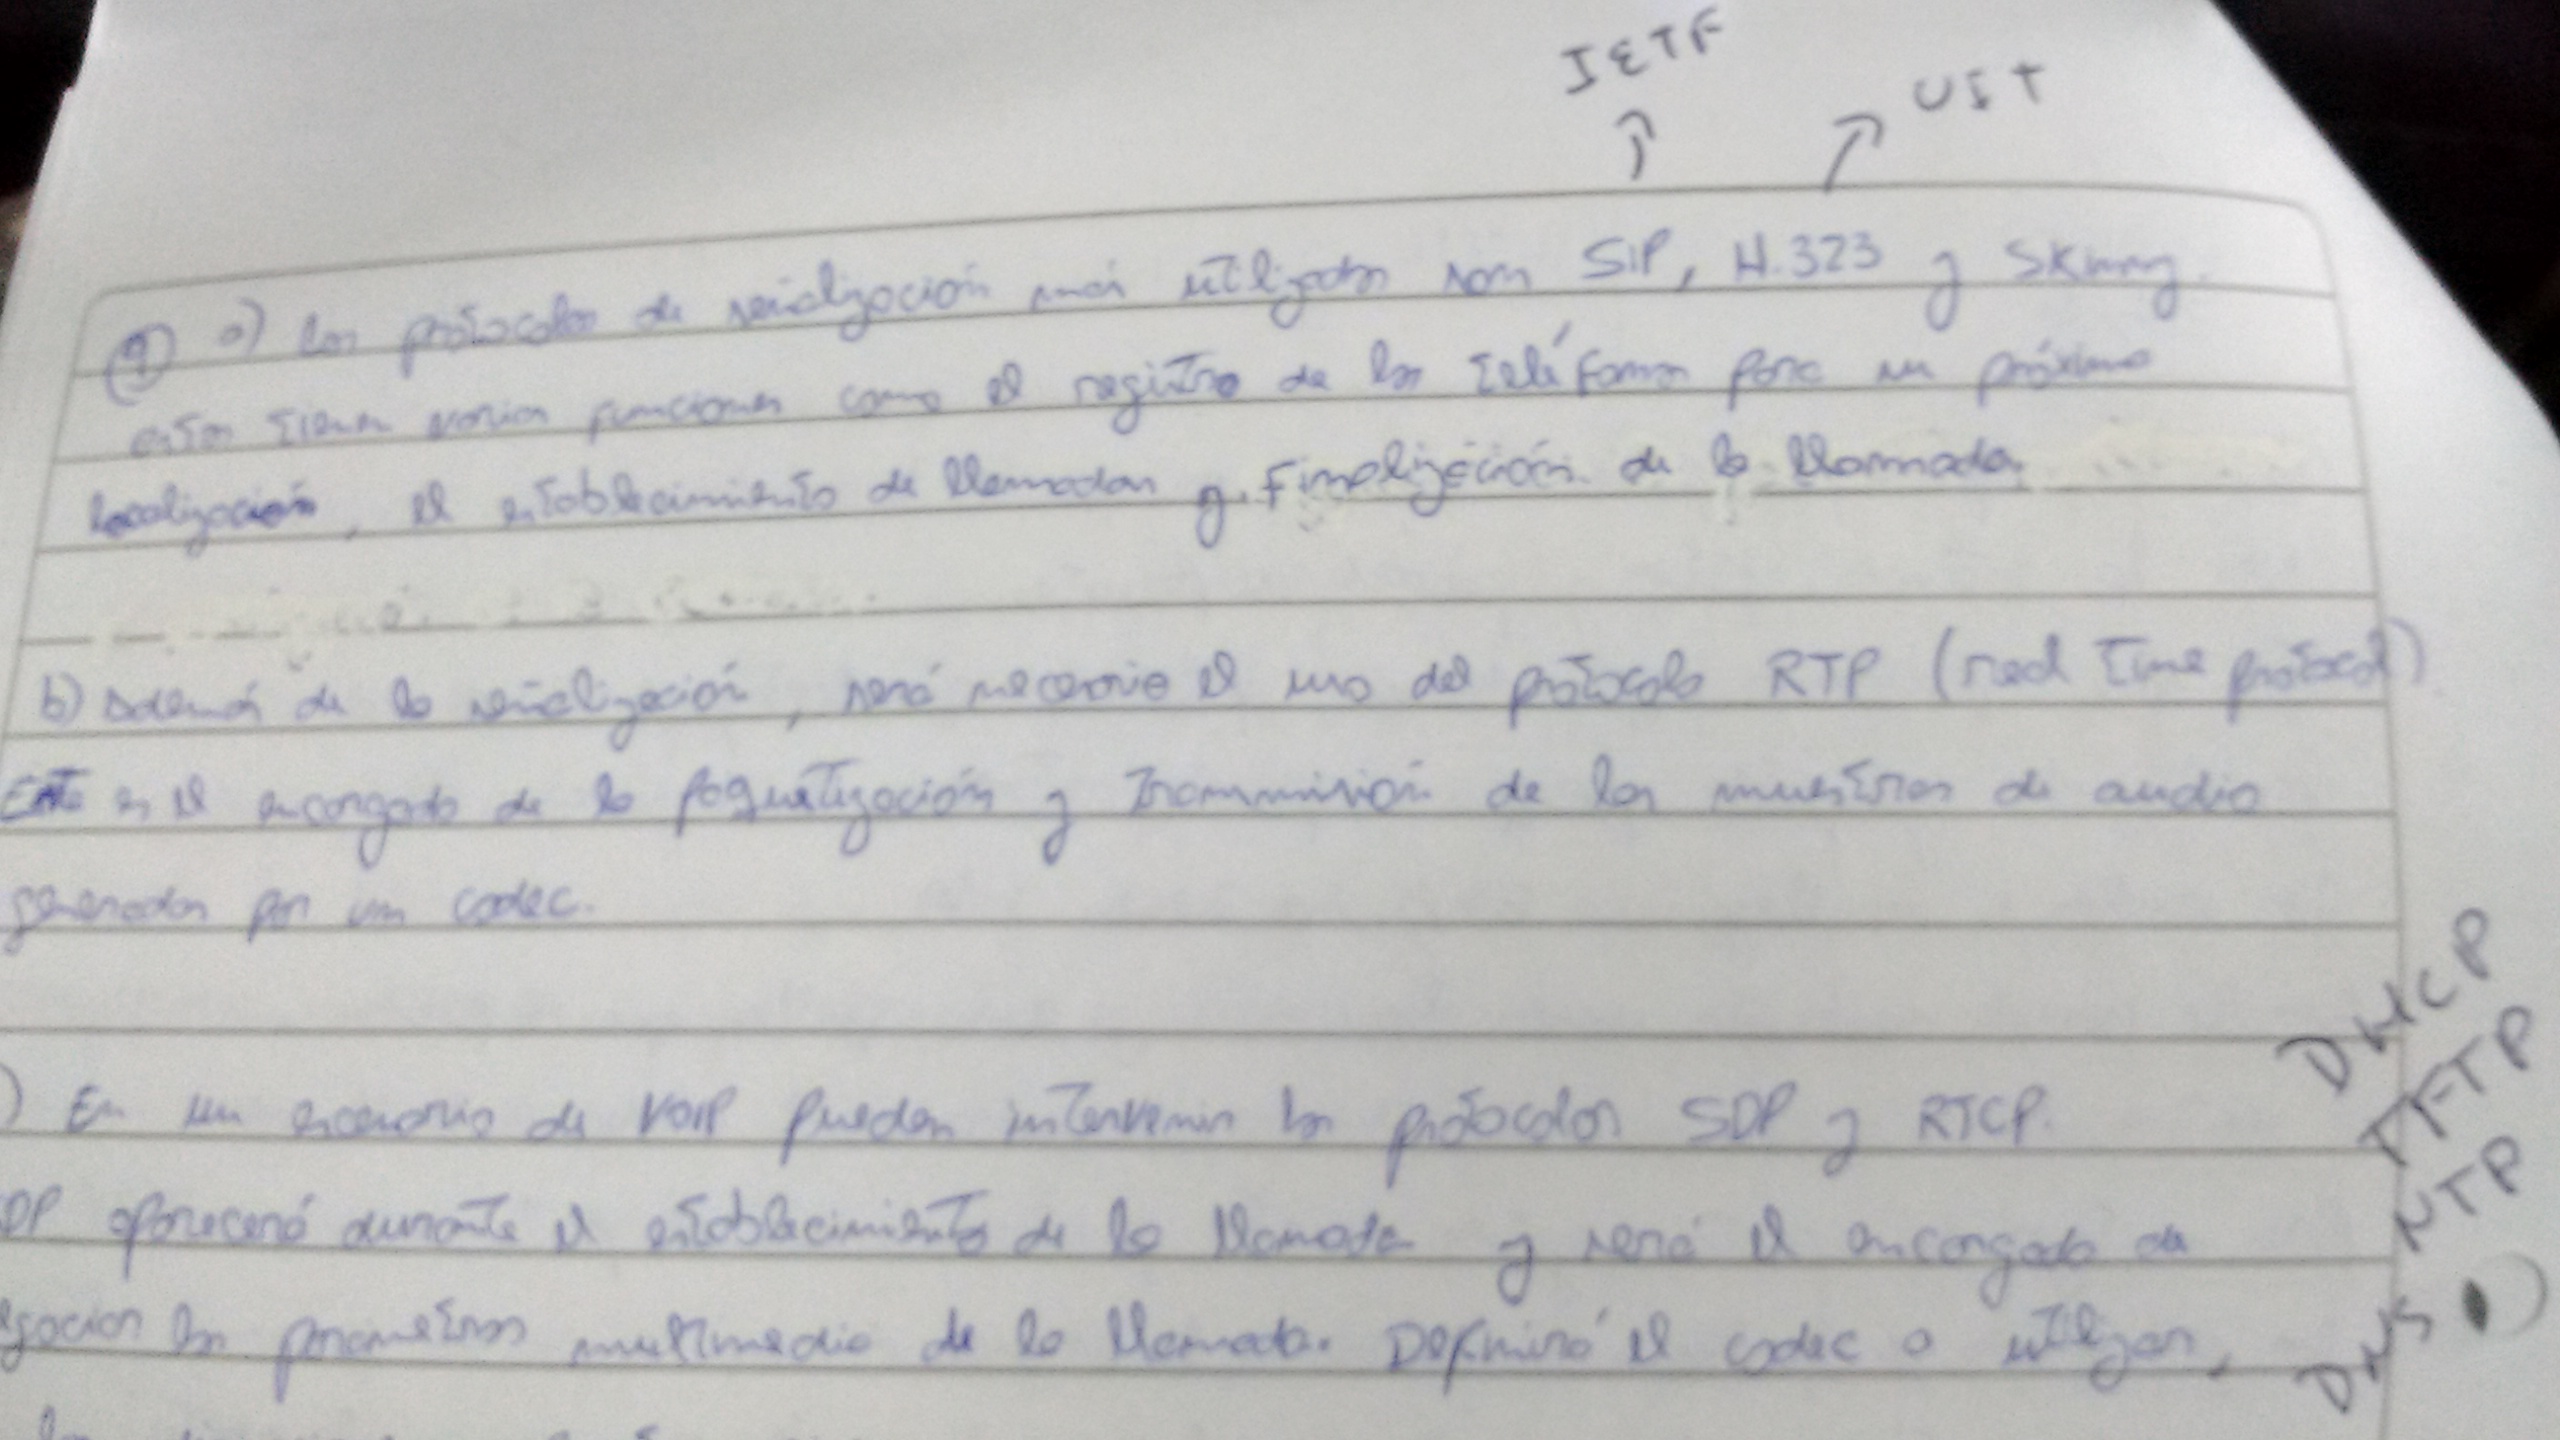 IETF
UIT
9) a) Los protocolos de señalización más utilizados son SIP, H.323 y Skinny.
estos tienen varias funciones como el registro de los teléfonos para su próxima
localización, el establecimiento de llamadas y finalización de la llamada.
b) Además de la señalización, será necesario el uso del protocolo RTP (real time protocol)
Este es el encargado de la paquetización y transmisión de las muestras de audio
generadas por un codec.
) En un escenario de VoIP pueden intervenir los protocolos SDP y RTCP.
DP aparecerá durante el establecimiento de la llamada y será el encargado de
los parametros multimedia de la llamada. Definirá el codec a utilizar,
DHCP
TFTP
NTP
DNS